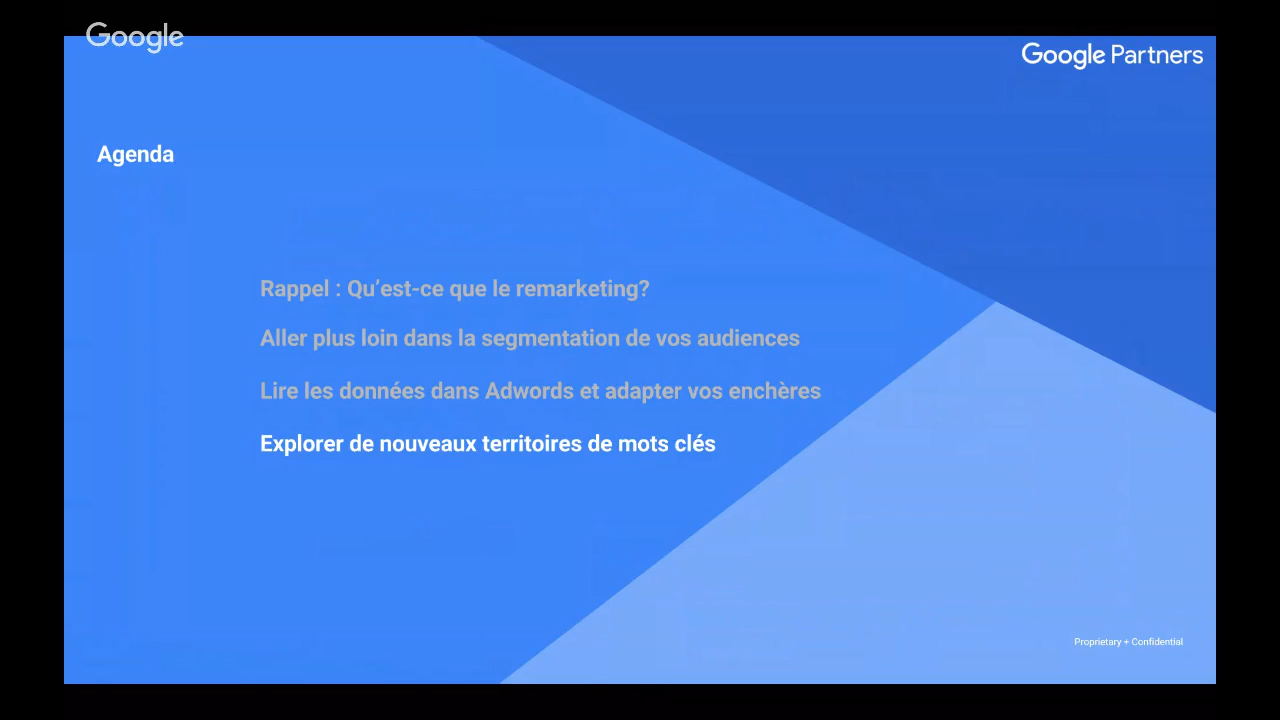 Google
Google Partners
Agenda
Rappel : Qu’est-ce que le remarketing?
Aller plus loin dans la segmentation de vos audiences
Lire les données dans Adwords et adapter vos enchères
Explorer de nouveaux territoires de mots clés
Proprietary + Confidential